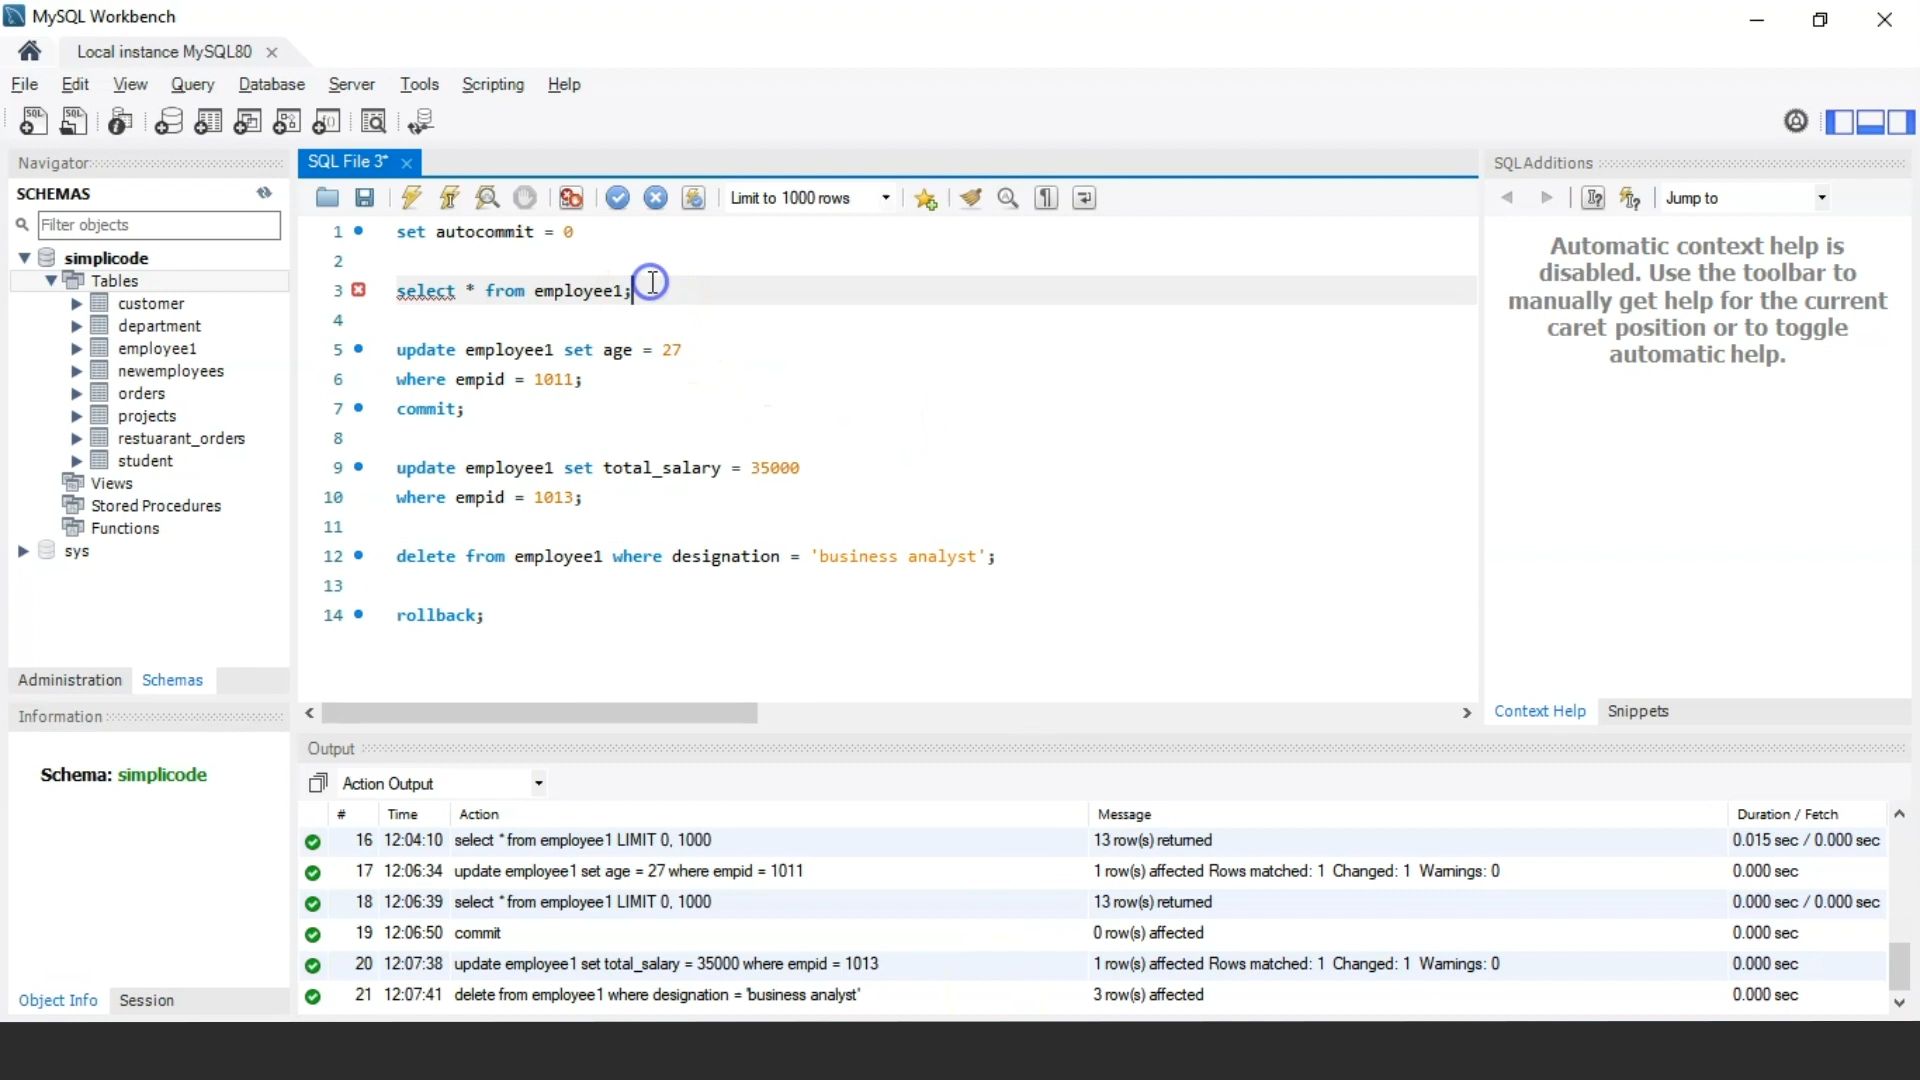 MySQL Workbench
Local instance MySQL80
File Edit View Query Database Server Tools Scripting Help
Navigator
SCHEMAS
Filter objects
simplicode
Tables
customer
department
employee1
newemployees
orders
projects
restuarant_orders
student
Views
Stored Procedures
Functions
sys
Administration Schemas
Information
Schema: simplicode
Object Info Session
SQL File 3*
Limit to 1000 rows
1 set autocommit = 0
2
3 select * from employee1;
4
5 update employee1 set age = 27
6 where empid = 1011;
7 commit;
8
9 update employee1 set total_salary = 35000
10 where empid = 1013;
11
12 delete from employee1 where designation = 'business analyst';
13
14 rollback;
SQLAdditions
Jump to
Automatic context help is
disabled. Use the toolbar to
manually get help for the current
caret position or to toggle
automatic help.
Context Help Snippets
Output
Action Output
# Time Action Message Duration / Fetch
16 12:04:10 select * from employee1 LIMIT 0, 1000 13 row(s) returned 0.015 sec / 0.000 sec
17 12:06:34 update employee1 set age = 27 where empid = 1011 1 row(s) affected Rows matched: 1 Changed: 1 Warnings: 0 0.000 sec
18 12:06:39 select * from employee1 LIMIT 0, 1000 13 row(s) returned 0.000 sec / 0.000 sec
19 12:06:50 commit 0 row(s) affected 0.000 sec
20 12:07:38 update employee1 set total_salary = 35000 where empid = 1013 1 row(s) affected Rows matched: 1 Changed: 1 Warnings: 0 0.000 sec
21 12:07:41 delete from employee1 where designation = 'business analyst' 3 row(s) affected 0.000 sec